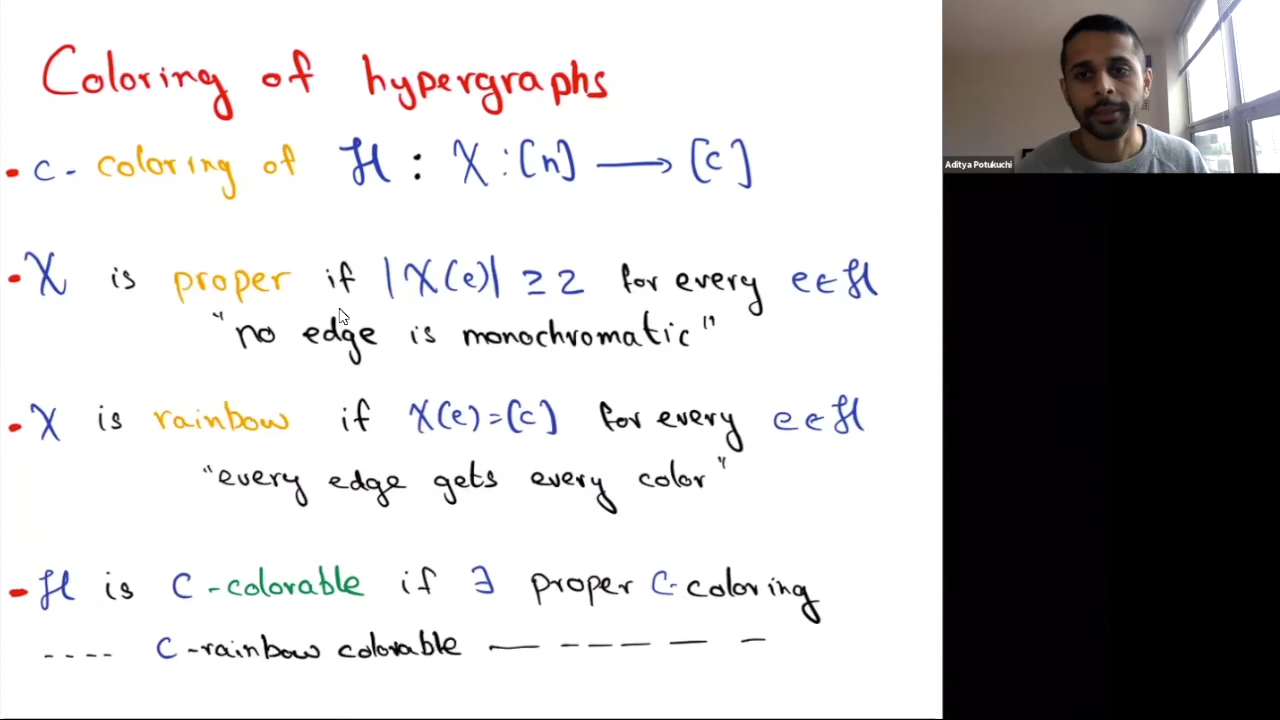 Coloring of hypergraphs
• c- coloring of ℋ : χ : [n] ⟶ [c]
• χ is proper if |χ(e)| ≥ 2 for every e∈ℋ
"no edge is monochromatic"
• χ is rainbow if χ(e)=[c] for every e∈ℋ
"every edge gets every color"
• ℋ is C-colorable if ∃ proper C-coloring
---- C-rainbow colorable — – – – — –
Aditya Potukuchi